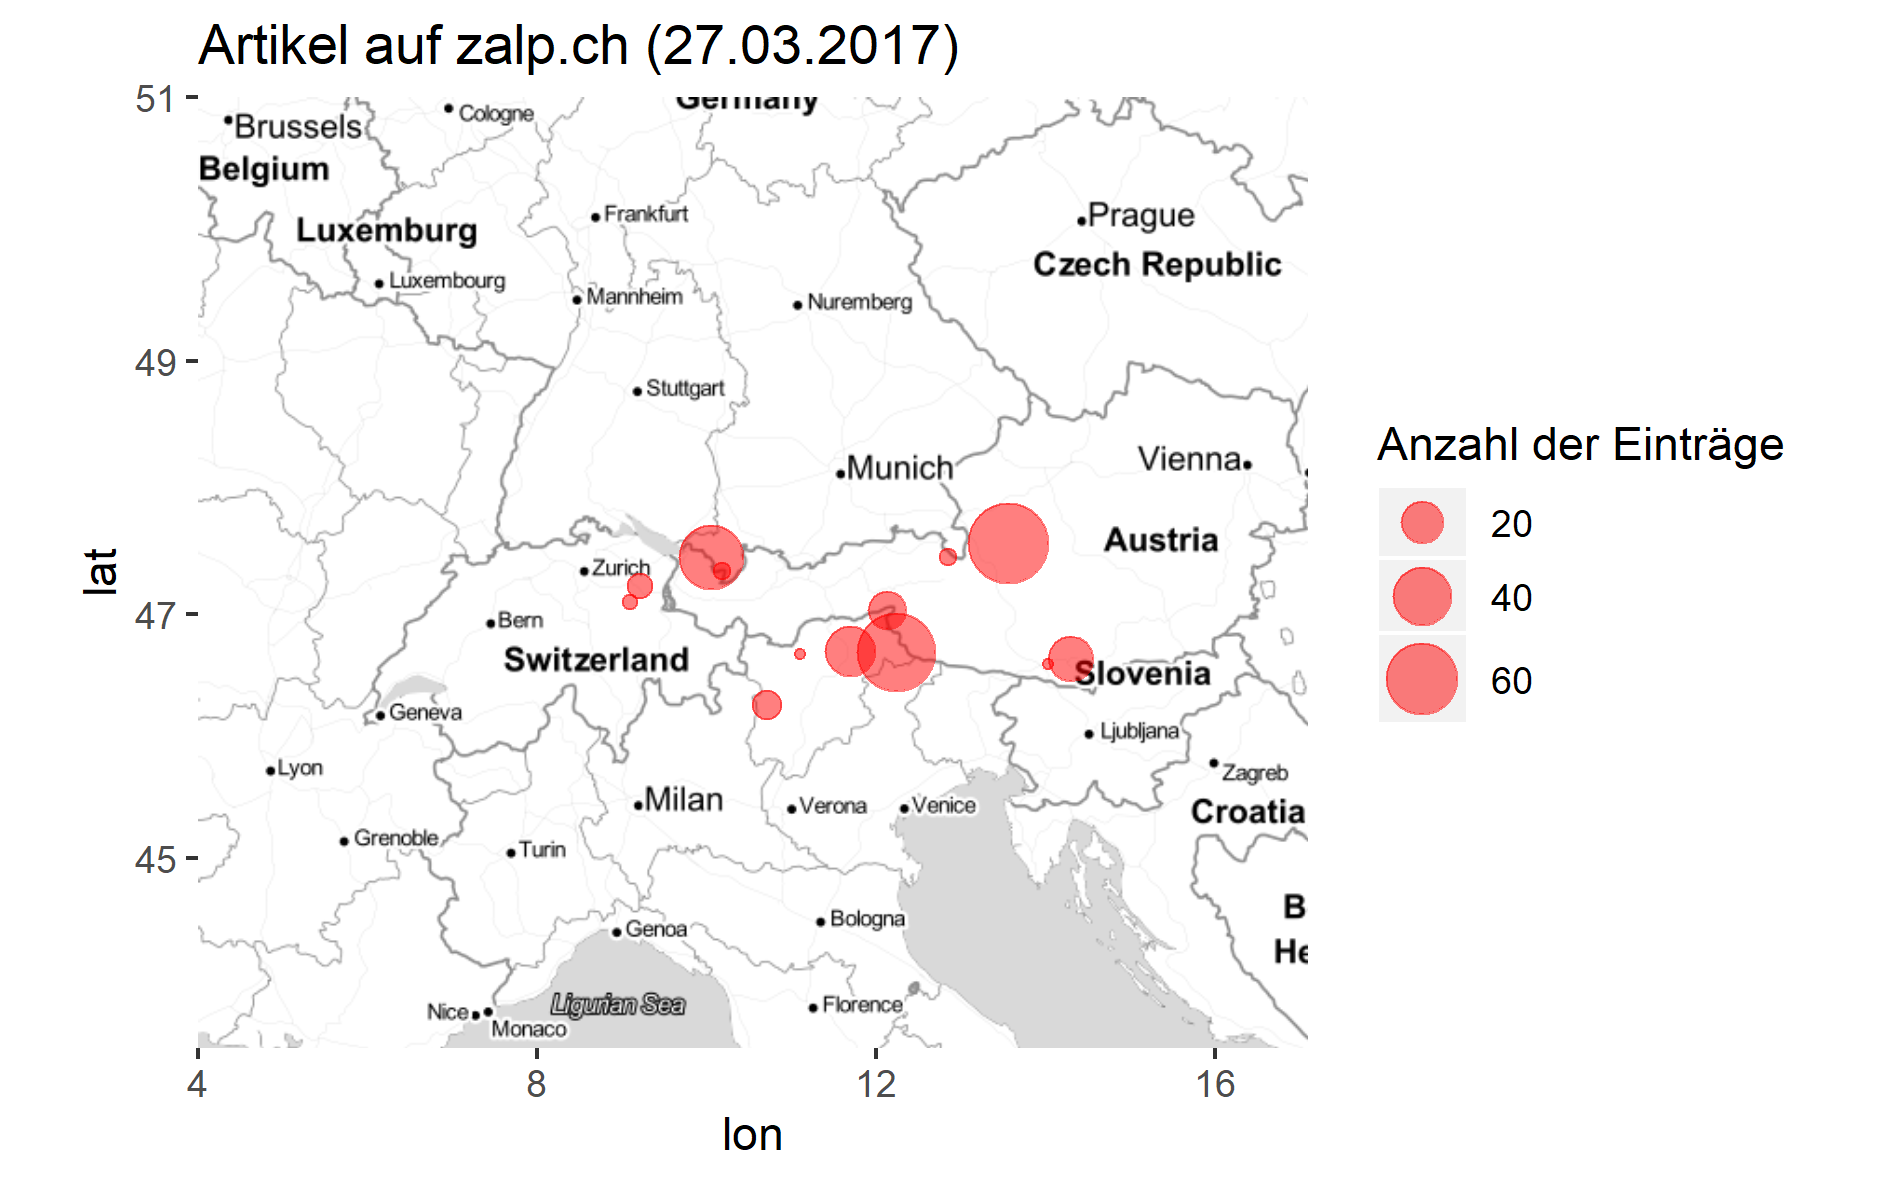 Artikel auf zalp.ch (27.03.2017)
51
49
47
45
lat
4
8
12
16
lon
Germany
Cologne
Brussels
Belgium
Luxemburg
Luxembourg
Frankfurt
Mannheim
Nuremberg
Prague
Czech Republic
Stuttgart
Munich
Vienna
Austria
Zurich
Bern
Switzerland
Geneva
Slovenia
Ljubljana
Lyon
Milan
Verona
Venice
Zagreb
Croatia
Grenoble
Turin
Bologna
B
He
Genoa
Ligurian Sea
Florence
Nice
Monaco
Anzahl der Einträge
20
40
60